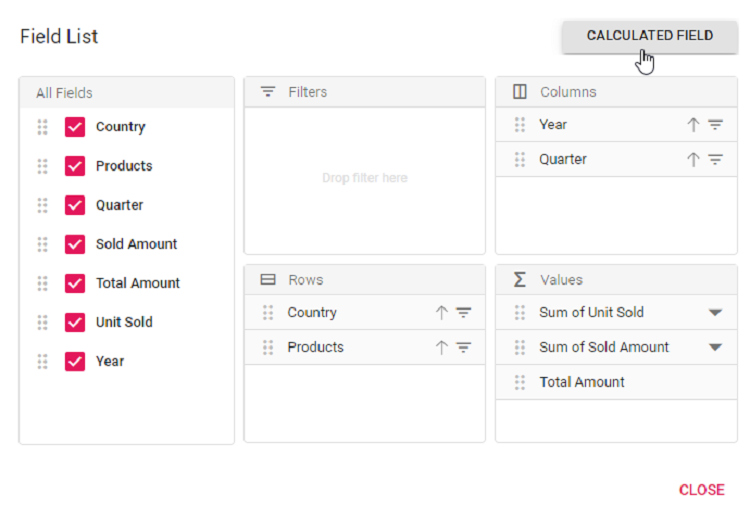 Field List
CALCULATED FIELD
All Fields
Country
Products
Quarter
Sold Amount
Total Amount
Unit Sold
Year
Filters
Drop filter here
Columns
Year
Quarter
Rows
Country
Products
Values
Sum of Unit Sold
Sum of Sold Amount
Total Amount
CLOSE